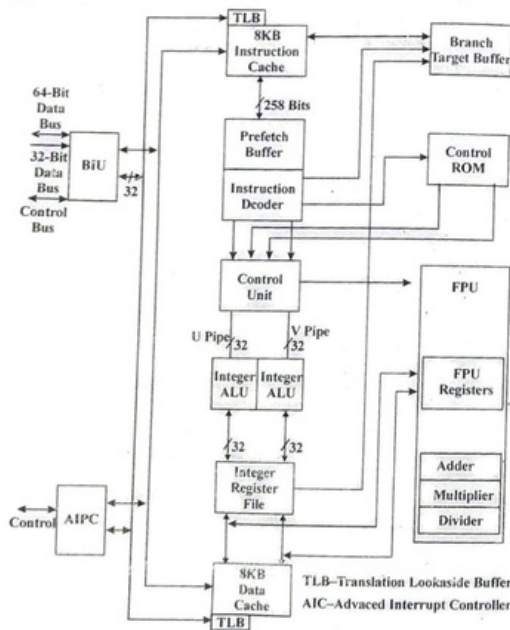 TLB
8KB
Instruction
Cache
Branch
Target Buffer
258 Bits
64-Bit
Data
Bus
32-Bit
Data
Bus
Control
Bus
BiU
32
Prefetch
Buffer
Instruction
Dcoder
Control
ROM
Control
Unit
FPU
U Pipe
32
V Pipe
32
Integer
ALU
Integer
ALU
FPU
Registers
32
32
Integer
Register
File
Adder
Multiplier
Divider
Control
AIPC
8KB
Data
Cache
TLB
TLB–Translation Lookaside Buffer
AIC–Advaced Interrupt Controller